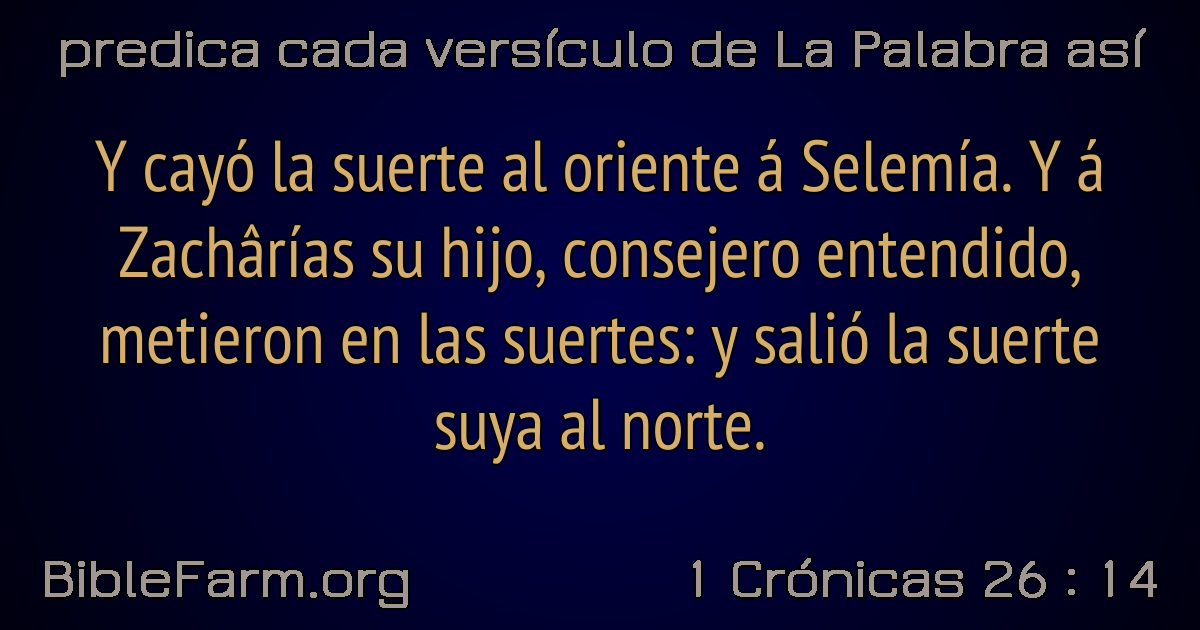 predica cada versículo de La Palabra así
Y cayó la suerte al oriente á Selemía. Y á
Zachârías su hijo, consejero entendido,
metieron en las suertes: y salió la suerte
suya al norte.
BibleFarm.org
1 Crónicas 26 : 14